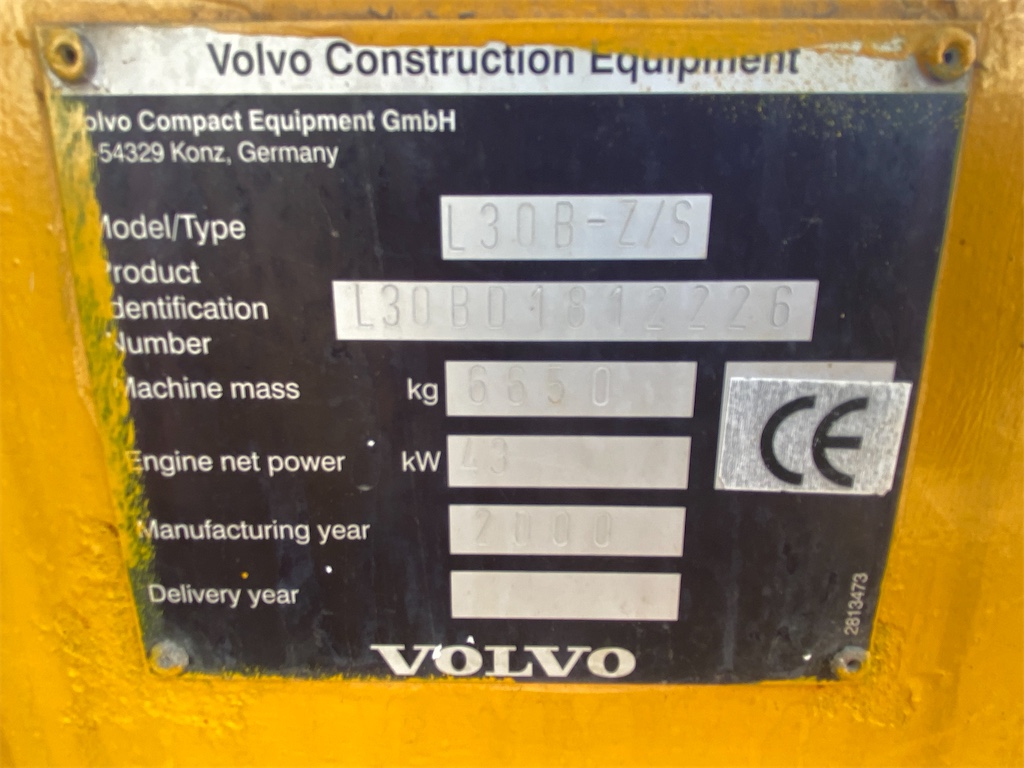 Volvo Construction Equipment
olvo Compact Equipment GmbH
-54329 Konz, Germany
Model/Type L30B-Z/S
Product
Identification L30B01812226
Number
Machine mass kg 6650
CE
Engine net power kW 43
Manufacturing year 2000
Delivery year
2813473
VOLVO